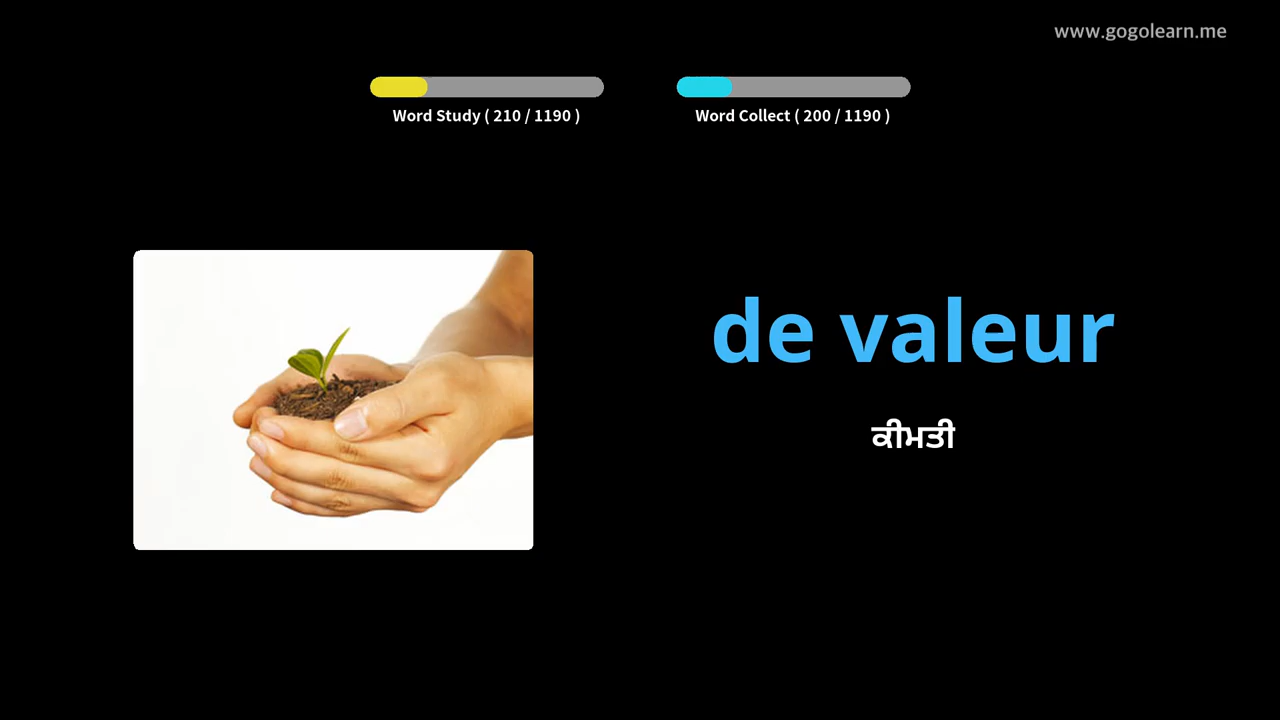 www.gogolearn.me
Word Study ( 210 / 1190 )
Word Collect ( 200 / 1190 )
de valeur
ਕੀਮਤੀ